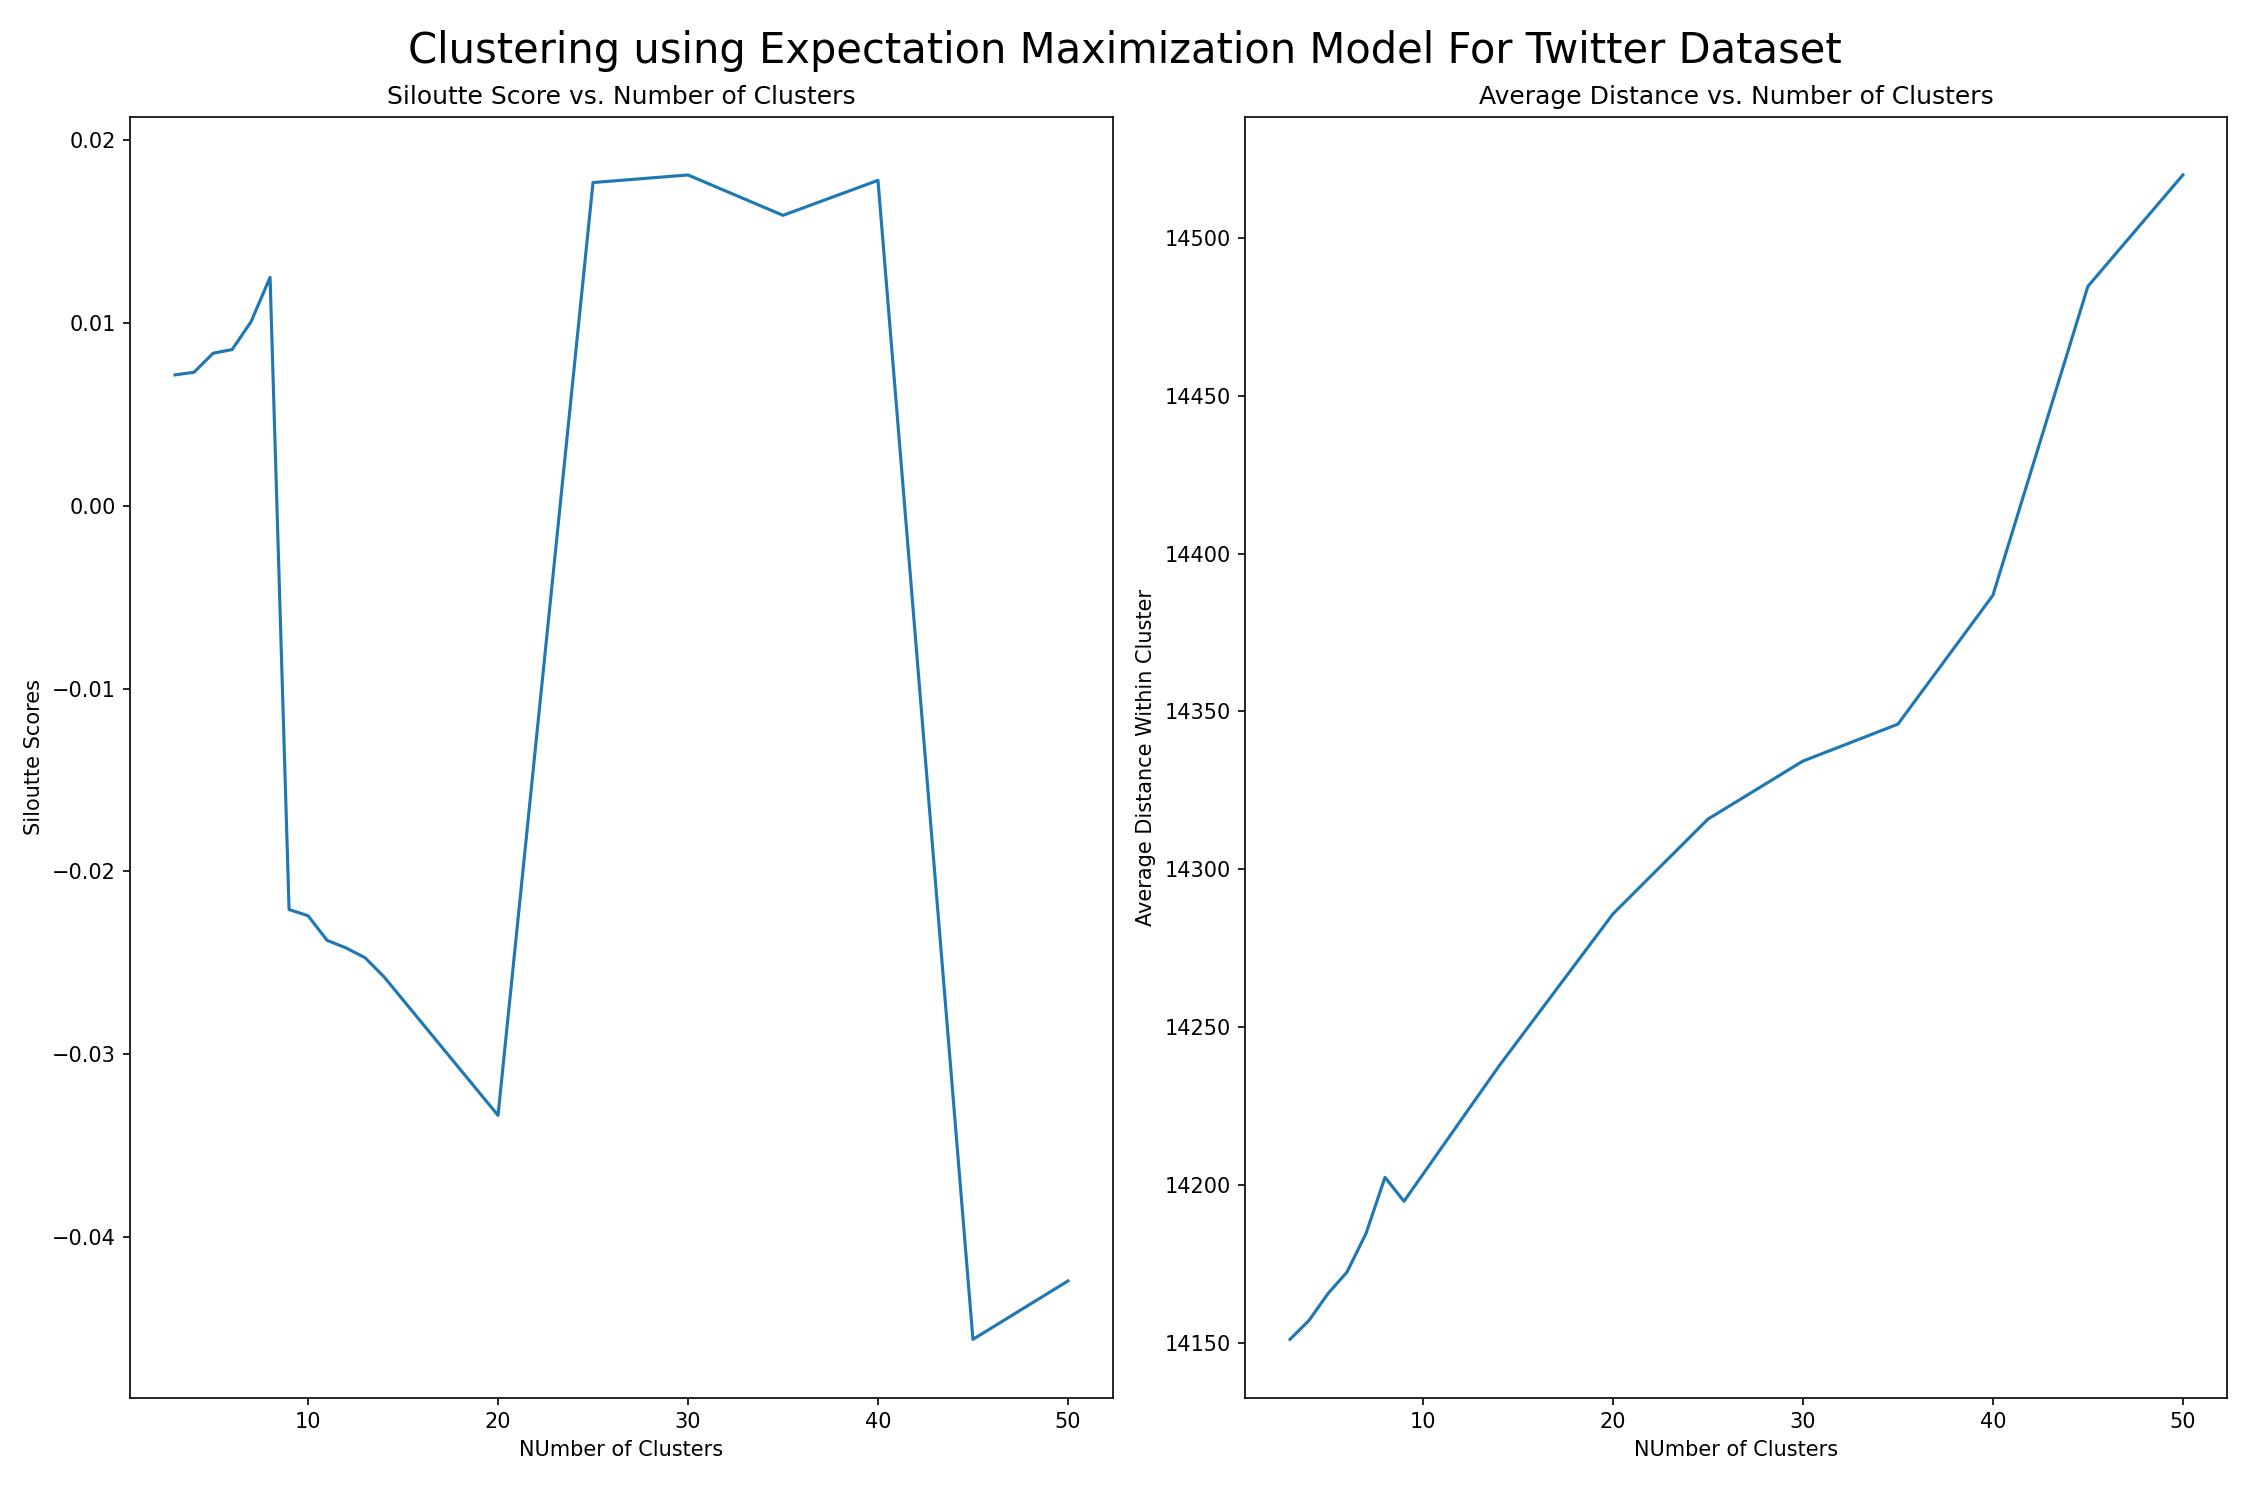 Clustering using Expectation Maximization Model For Twitter Dataset
Siloutte Score vs. Number of Clusters
0.02
0.01
0.00
−0.01
−0.02
−0.03
−0.04
Siloutte Scores
10 20 30 40 50
NUmber of Clusters
Average Distance vs. Number of Clusters
14500
14450
14400
14350
14300
14250
14200
14150
Average Distance Within Cluster
10 20 30 40 50
NUmber of Clusters